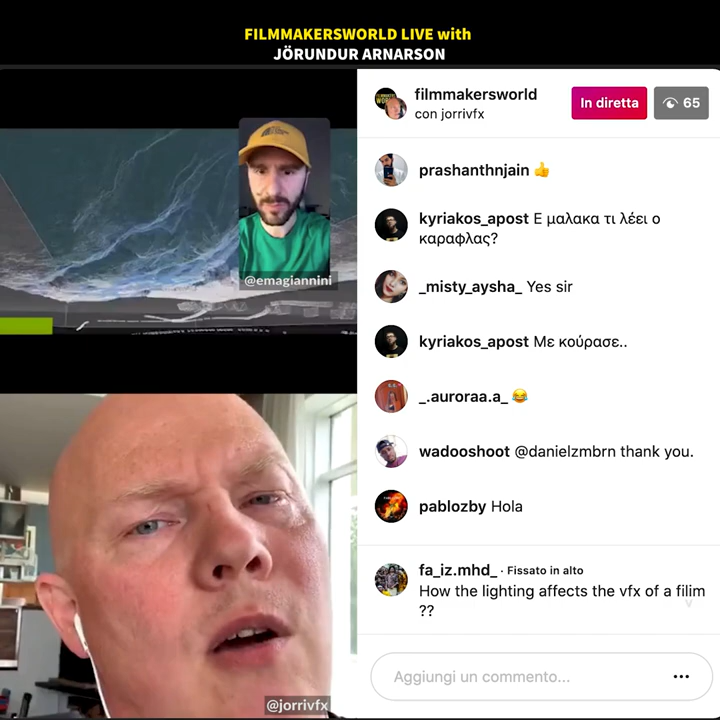 FILMMAKERSWORLD LIVE with
JÖRUNDUR ARNARSON
@emagiannini
@jorrivfx
filmmakersworld
con jorrivfx
In diretta
65
prashanthnjain 👍
kyriakos_apost Ε μαλακα τι λέει ο
καραφλας?
_misty_aysha_ Yes sir
kyriakos_apost Με κούρασε..
_.auroraa.a_ 😂
wadooshoot @danielzmbrn thank you.
pablozby Hola
fa_iz.mhd_ · Fissato in alto
How the lighting affects the vfx of a filim
??
Aggiungi un commento...